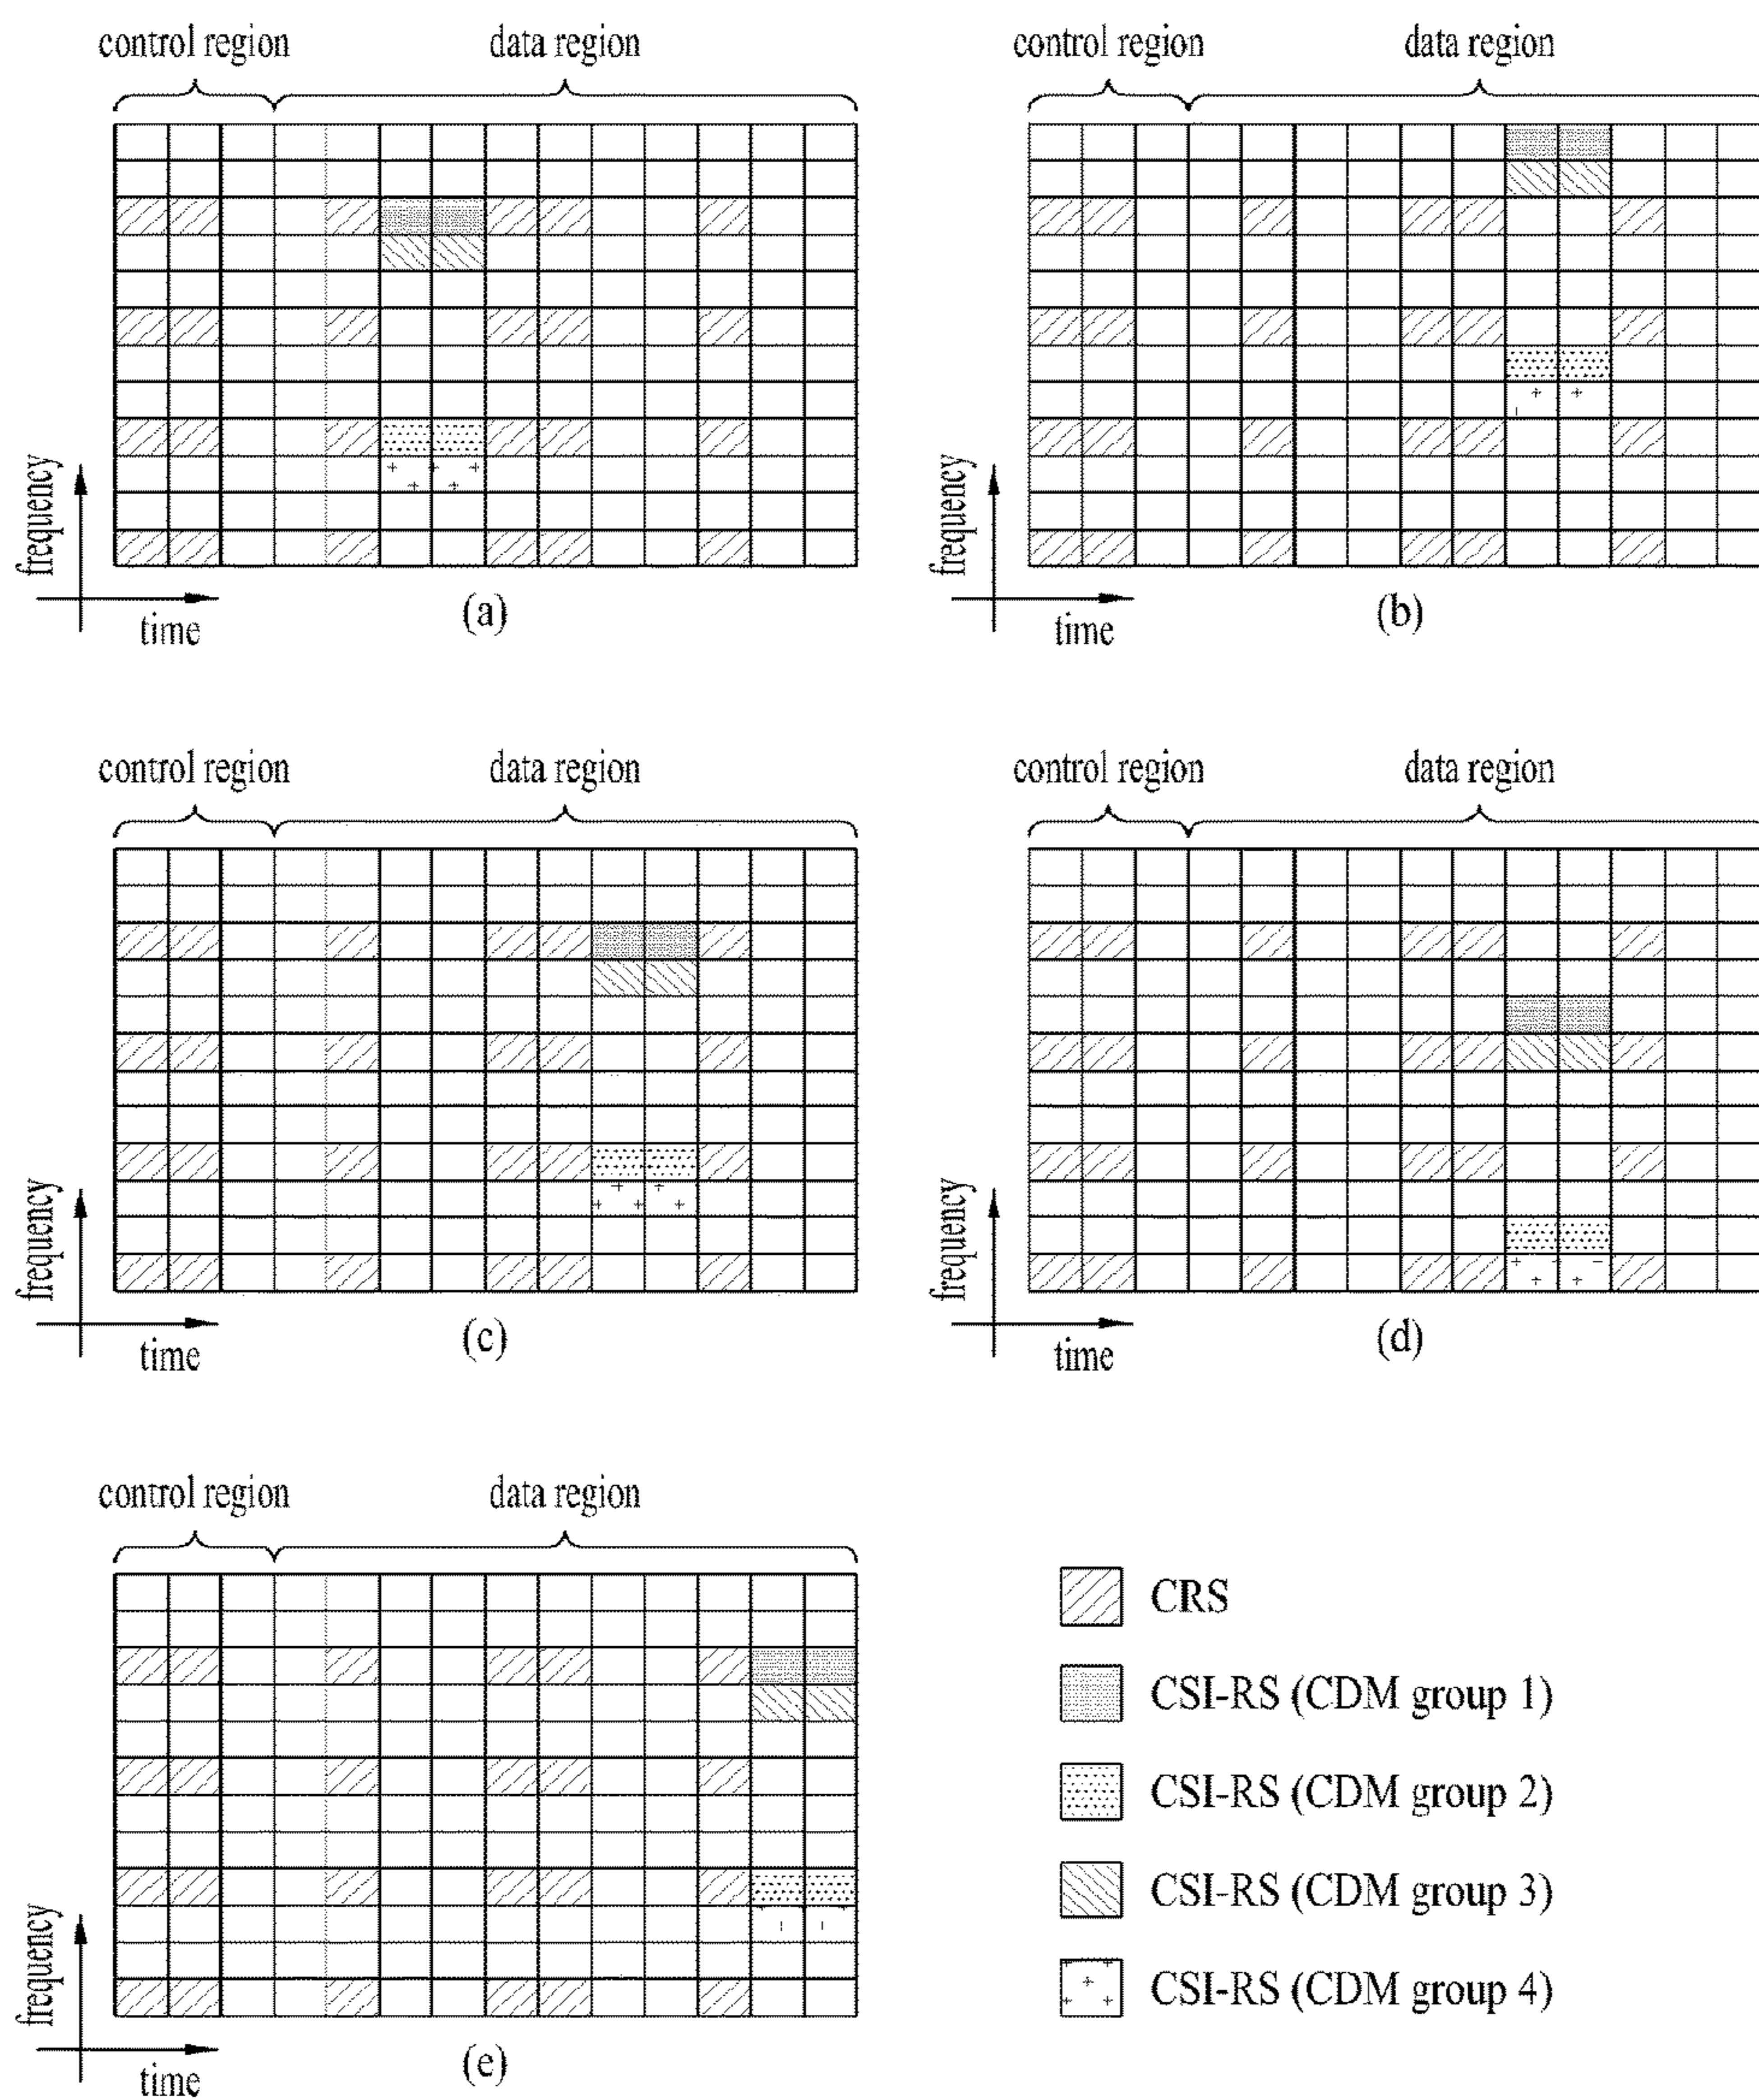 control region
data region
control region
data region
frequency
time
(a)
frequency
time
(b)
control region
data region
control region
data region
frequency
time
(c)
frequency
time
(d)
control region
data region
frequency
time
(e)
CRS
CSI-RS (CDM group 1)
CSI-RS (CDM group 2)
CSI-RS (CDM group 3)
CSI-RS (CDM group 4)